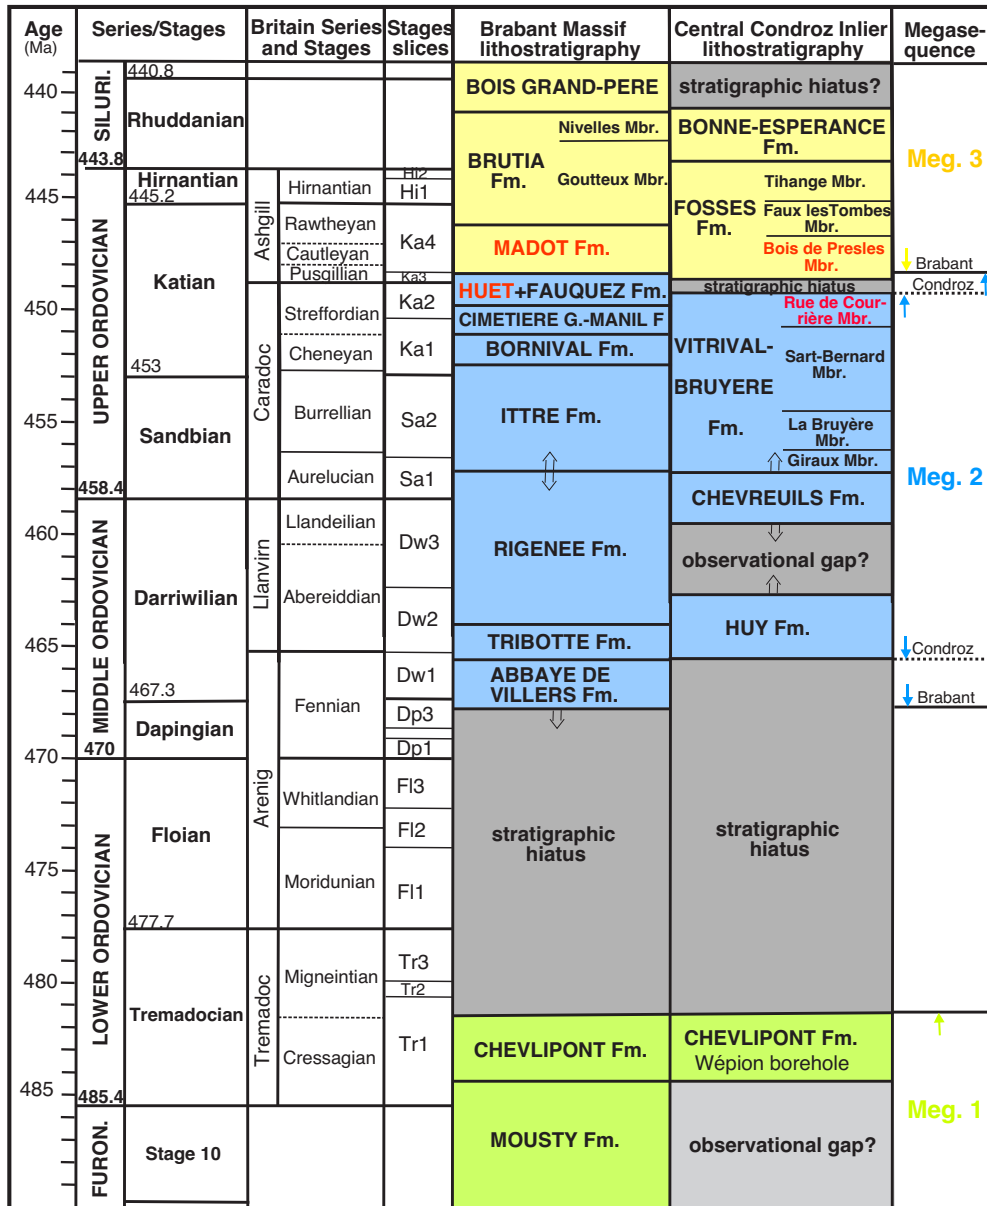 Age
(Ma)
Series/Stages
Britain Series
and Stages
Stages
slices
Brabant Massif
lithostratigraphy
Central Condroz Inlier
lithostratigraphy
Megase-
quence
440
445
450
455
460
465
470
475
480
485
SILURI.
443.8
UPPER ORDOVICIAN
458.4
MIDDLE ORDOVICIAN
470
LOWER ORDOVICIAN
485.4
FURON.
440.8
Rhuddanian
Hirnantian
445.2
Katian
453
Sandbian
Darriwilian
467.3
Dapingian
Floian
477.7
Tremadocian
Stage 10
Ashgill
Caradoc
Llanvirn
Arenig
Tremadoc
Hirnantian
Rawtheyan
Cautleyan
Pusgillian
Streffordian
Cheneyan
Burrellian
Aurelucian
Llandeilian
Abereiddian
Fennian
Whitlandian
Moridunian
Migneintian
Cressagian
Hi2
Hi1
Ka4
Ka3
Ka2
Ka1
Sa2
Sa1
Dw3
Dw2
Dw1
Dp3
Dp1
Fl3
Fl2
Fl1
Tr3
Tr2
Tr1
BOIS GRAND-PERE
Nivelles Mbr.
BRUTIA
Fm.
Goutteux Mbr.
MADOT Fm.
HUET+FAUQUEZ Fm.
CIMETIERE G.-MANIL F
BORNIVAL Fm.
ITTRE Fm.
RIGENEE Fm.
TRIBOTTE Fm.
ABBAYE DE
VILLERS Fm.
stratigraphic
hiatus
CHEVLIPONT Fm.
MOUSTY Fm.
stratigraphic hiatus?
BONNE-ESPERANCE
Fm.
FOSSES
Fm.
Tihange Mbr.
Faux lesTombes
Mbr.
Bois de Presles
Mbr.
stratigraphic hiatus
Rue de Cour-
rière Mbr.
VITRIVAL-
BRUYERE
Fm.
Sart-Bernard
Mbr.
La Bruyère
Mbr.
Giraux Mbr.
CHEVREUILS Fm.
observational gap?
HUY Fm.
stratigraphic
hiatus
CHEVLIPONT Fm.
Wépion borehole
observational gap?
Meg. 3
Brabant
Condroz
Meg. 2
Condroz
Brabant
Meg. 1